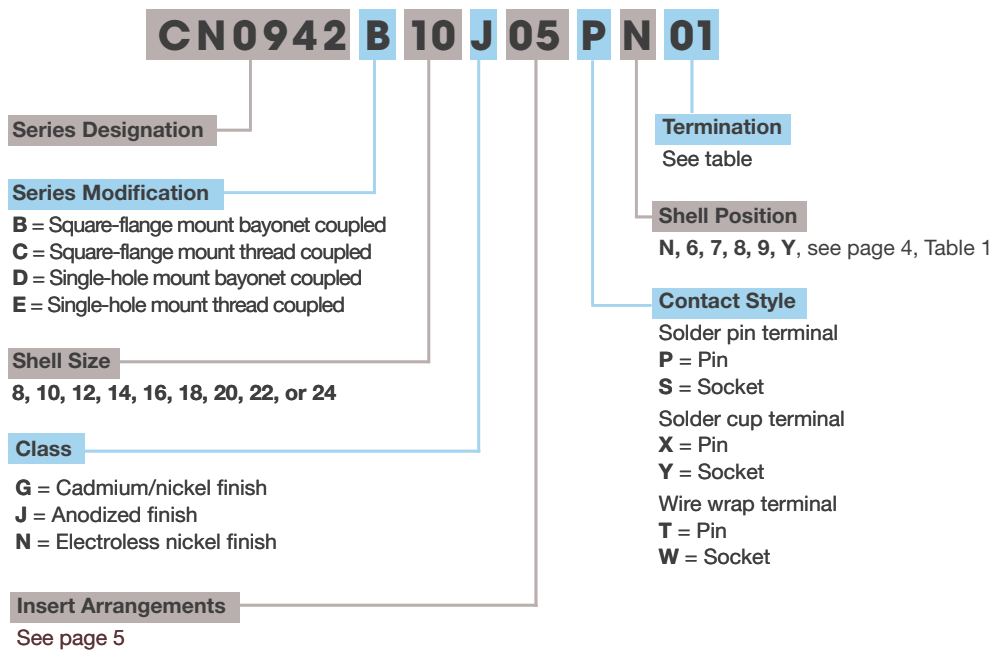 CN0942 B 10 J 05 P N 01
Series Designation
Series Modification
B = Square-flange mount bayonet coupled
C = Square-flange mount thread coupled
D = Single-hole mount bayonet coupled
E = Single-hole mount thread coupled
Shell Size
8, 10, 12, 14, 16, 18, 20, 22, or 24
Class
G = Cadmium/nickel finish
J = Anodized finish
N = Electroless nickel finish
Insert Arrangements
See page 5
Termination
See table
Shell Position
N, 6, 7, 8, 9, Y, see page 4, Table 1
Contact Style
Solder pin terminal
P = Pin
S = Socket
Solder cup terminal
X = Pin
Y = Socket
Wire wrap terminal
T = Pin
W = Socket